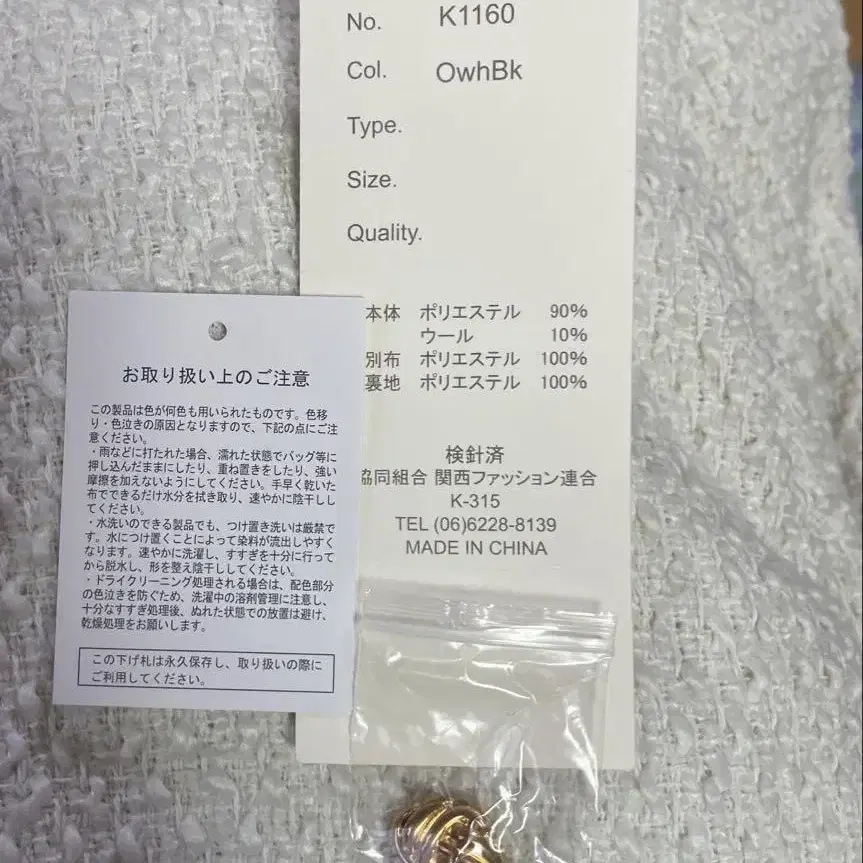 No. K1160
Col. OwhBk
Type.
Size.
Quality.
本体 ポリエステル 90%
ウール 10%
別布 ポリエステル 100%
裏地 ポリエステル 100%
検針済
協同組合 関西ファッション連合
K-315
TEL (06)6228-8139
MADE IN CHINA
お取り扱い上のご注意
この製品は色が何色も用いられたものです。色移
り・色泣きの原因となりますので、下記の点にご注
意ください。
・雨などに打たれた場合、濡れた状態でバッグ等に
押し込んだままにしたり、重ね置きをしたり、強い
摩擦を加えないようにしてください。手早く乾いた
布でできるだけ水分を拭き取り、速やかに陰干し
してください。
・水洗いのできる製品でも、つけ置き洗いは厳禁で
す。水につけ置くことによって染料が流出しやすく
なります。速やかに洗濯し、すすぎを十分に行って
から脱水し、形を整え陰干ししてください。
・ドライクリーニング処理される場合は、配色部分
の色泣きを防ぐため、洗濯中の溶剤管理に注意し、
十分なすすぎ処理後、ぬれた状態での放置は避け、
乾燥処理をお願いします。
この下げ札は永久保存し、取り扱いの際に
ご利用してください。